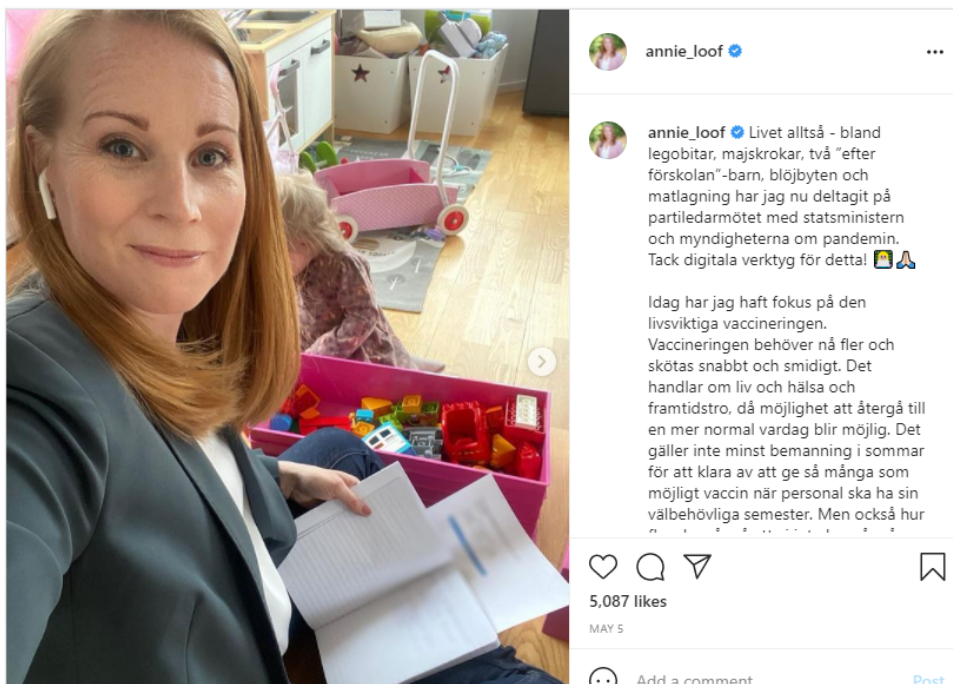 annie_loof
annie_loof Livet alltså - bland
legobitar, majskrokar, två "efter
förskolan"-barn, blöjbyten och
matlagning har jag nu deltagit på
partiledarmötet med statsministern
och myndigheterna om pandemin.
Tack digitala verktyg för detta! 👩‍💻🙏🏼
Idag har jag haft fokus på den
livsviktiga vaccineringen.
Vaccineringen behöver nå fler och
skötas snabbt och smidigt. Det
handlar om liv och hälsa och
framtidstro, då möjlighet att återgå till
en mer normal vardag blir möjlig. Det
gäller inte minst bemanning i sommar
för att klara av att ge så många som
möjligt vaccin när personal ska ha sin
välbehövliga semester. Men också hur
5,087 likes
MAY 5
Add a comment
Post